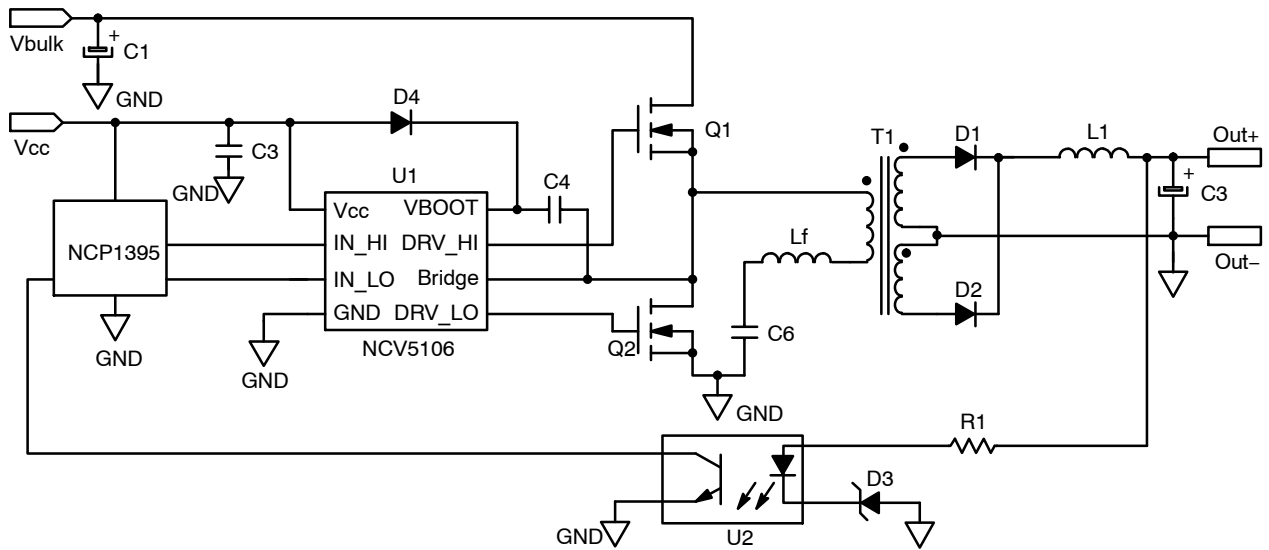 Vbulk
+
C1
GND
Vcc
D4
C3
GND
U1
C4
Q1
T1
D1
L1
Out+
+
C3
Out−
NCP1395
Vcc
VBOOT
IN_HI
DRV_HI
IN_LO
Bridge
GND
DRV_LO
NCV5106
GND
GND
Lf
D2
Q2
C6
GND
R1
D3
GND
U2